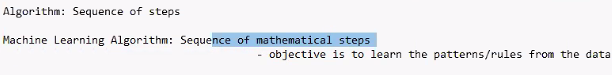 Algorithm: Sequence of steps
Machine Learning Algorithm: Sequence of mathematical steps
- objective is to learn the patterns/rules from the data